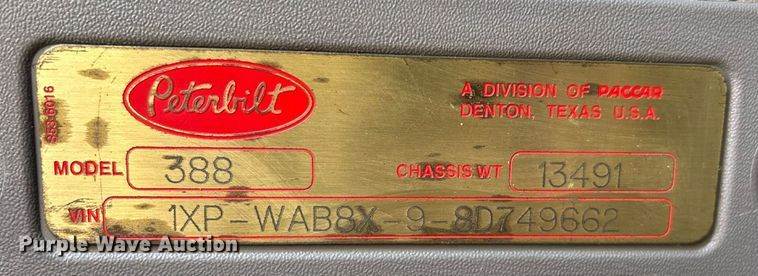 Peterbilt
A DIVISION OF PACCAR
DENTON, TEXAS U.S.A.
MODEL 388 CHASSIS WT 13491
VIN 1XP-WAB8X-9-8D749662
Purple Wave Auction